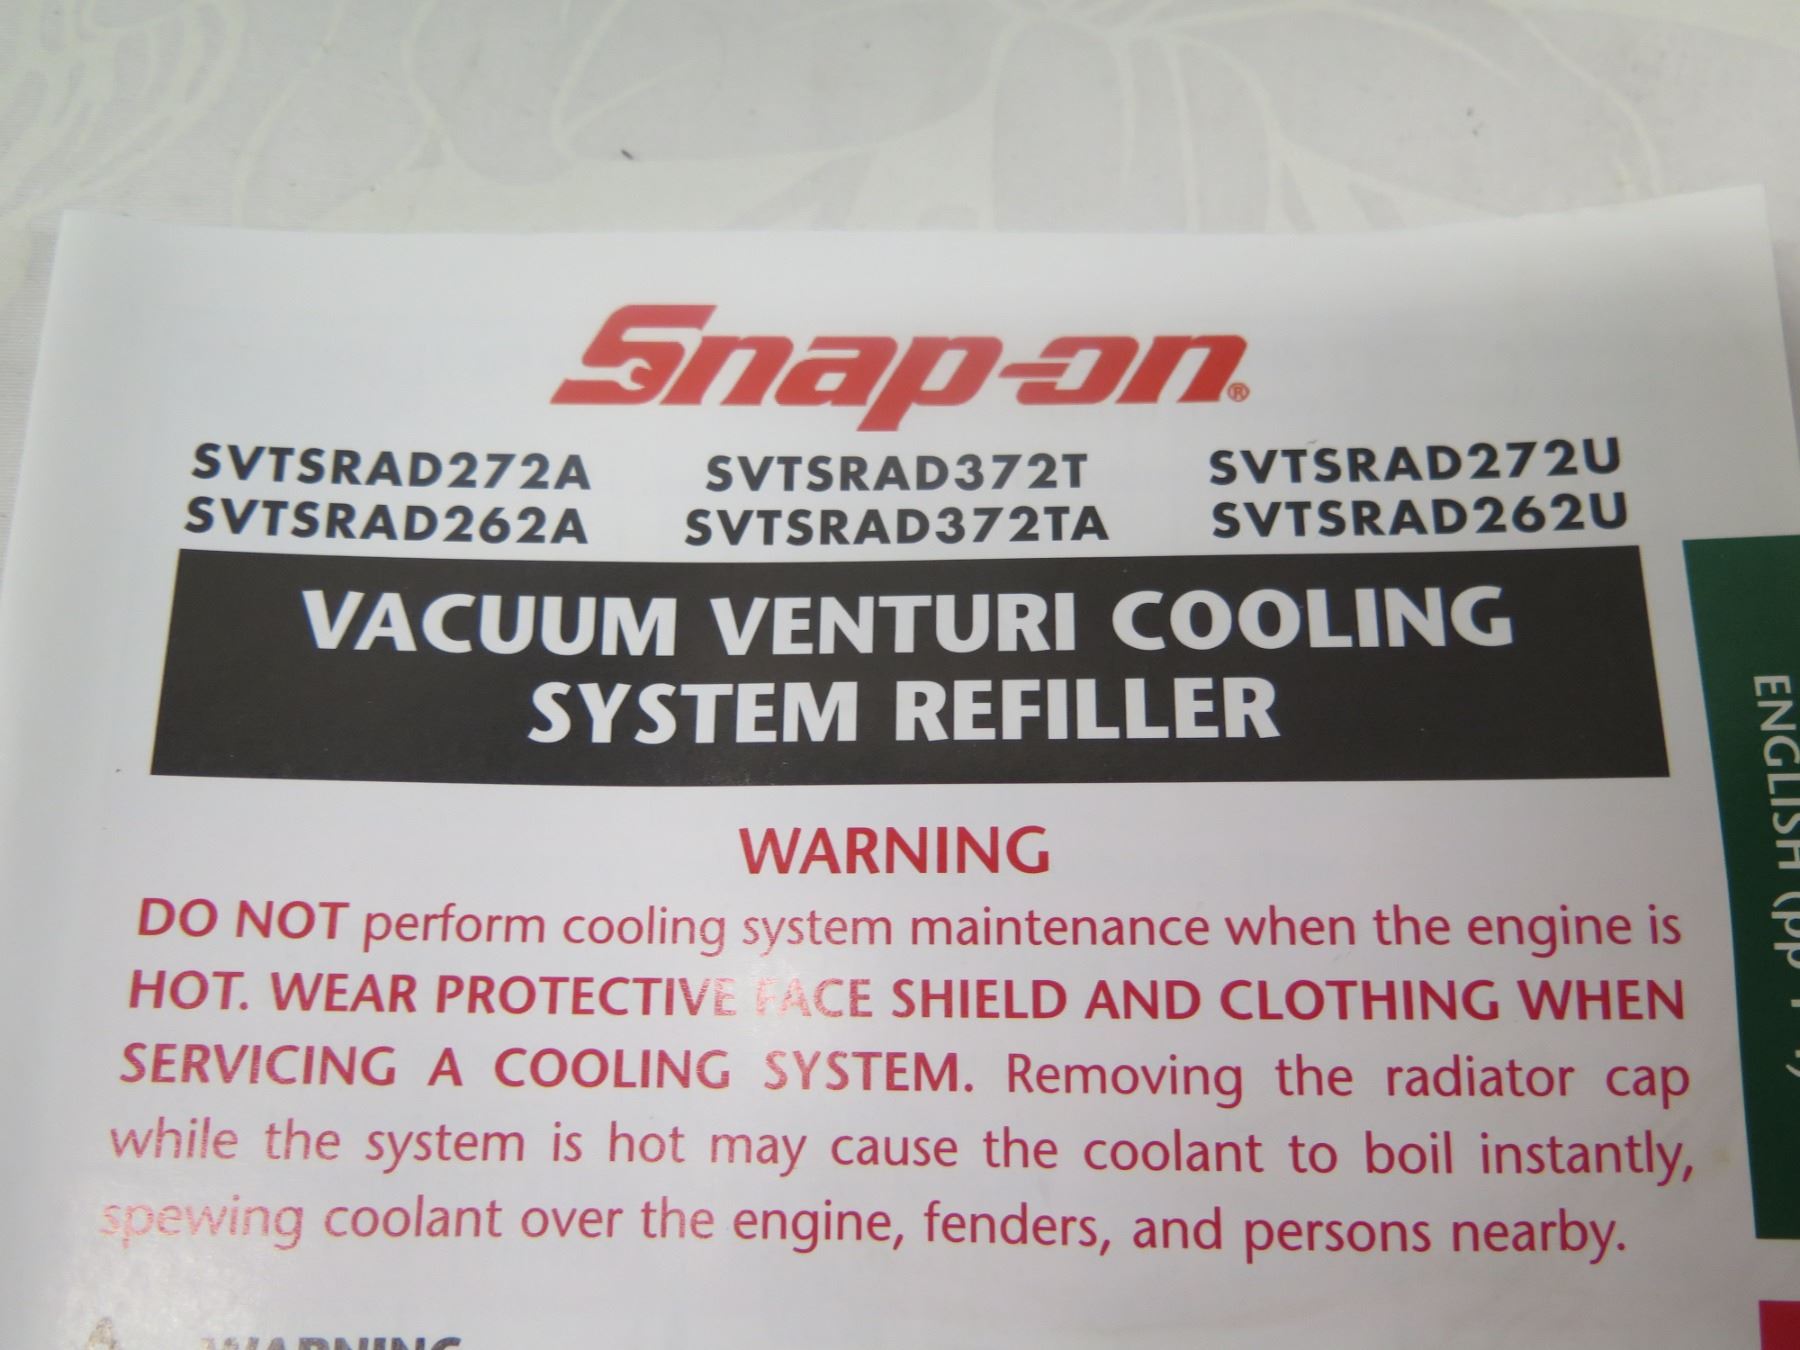 Snap-on®
SVTSRAD272A SVTSRAD372T SVTSRAD272U
SVTSRAD262A SVTSRAD372TA SVTSRAD262U
VACUUM VENTURI COOLING
SYSTEM REFILLER
WARNING
DO NOT perform cooling system maintenance when the engine is
HOT. WEAR PROTECTIVE FACE SHIELD AND CLOTHING WHEN
SERVICING A COOLING SYSTEM. Removing the radiator cap
while the system is hot may cause the coolant to boil instantly,
spewing coolant over the engine, fenders, and persons nearby.
WARNING
ENGLISH (pp